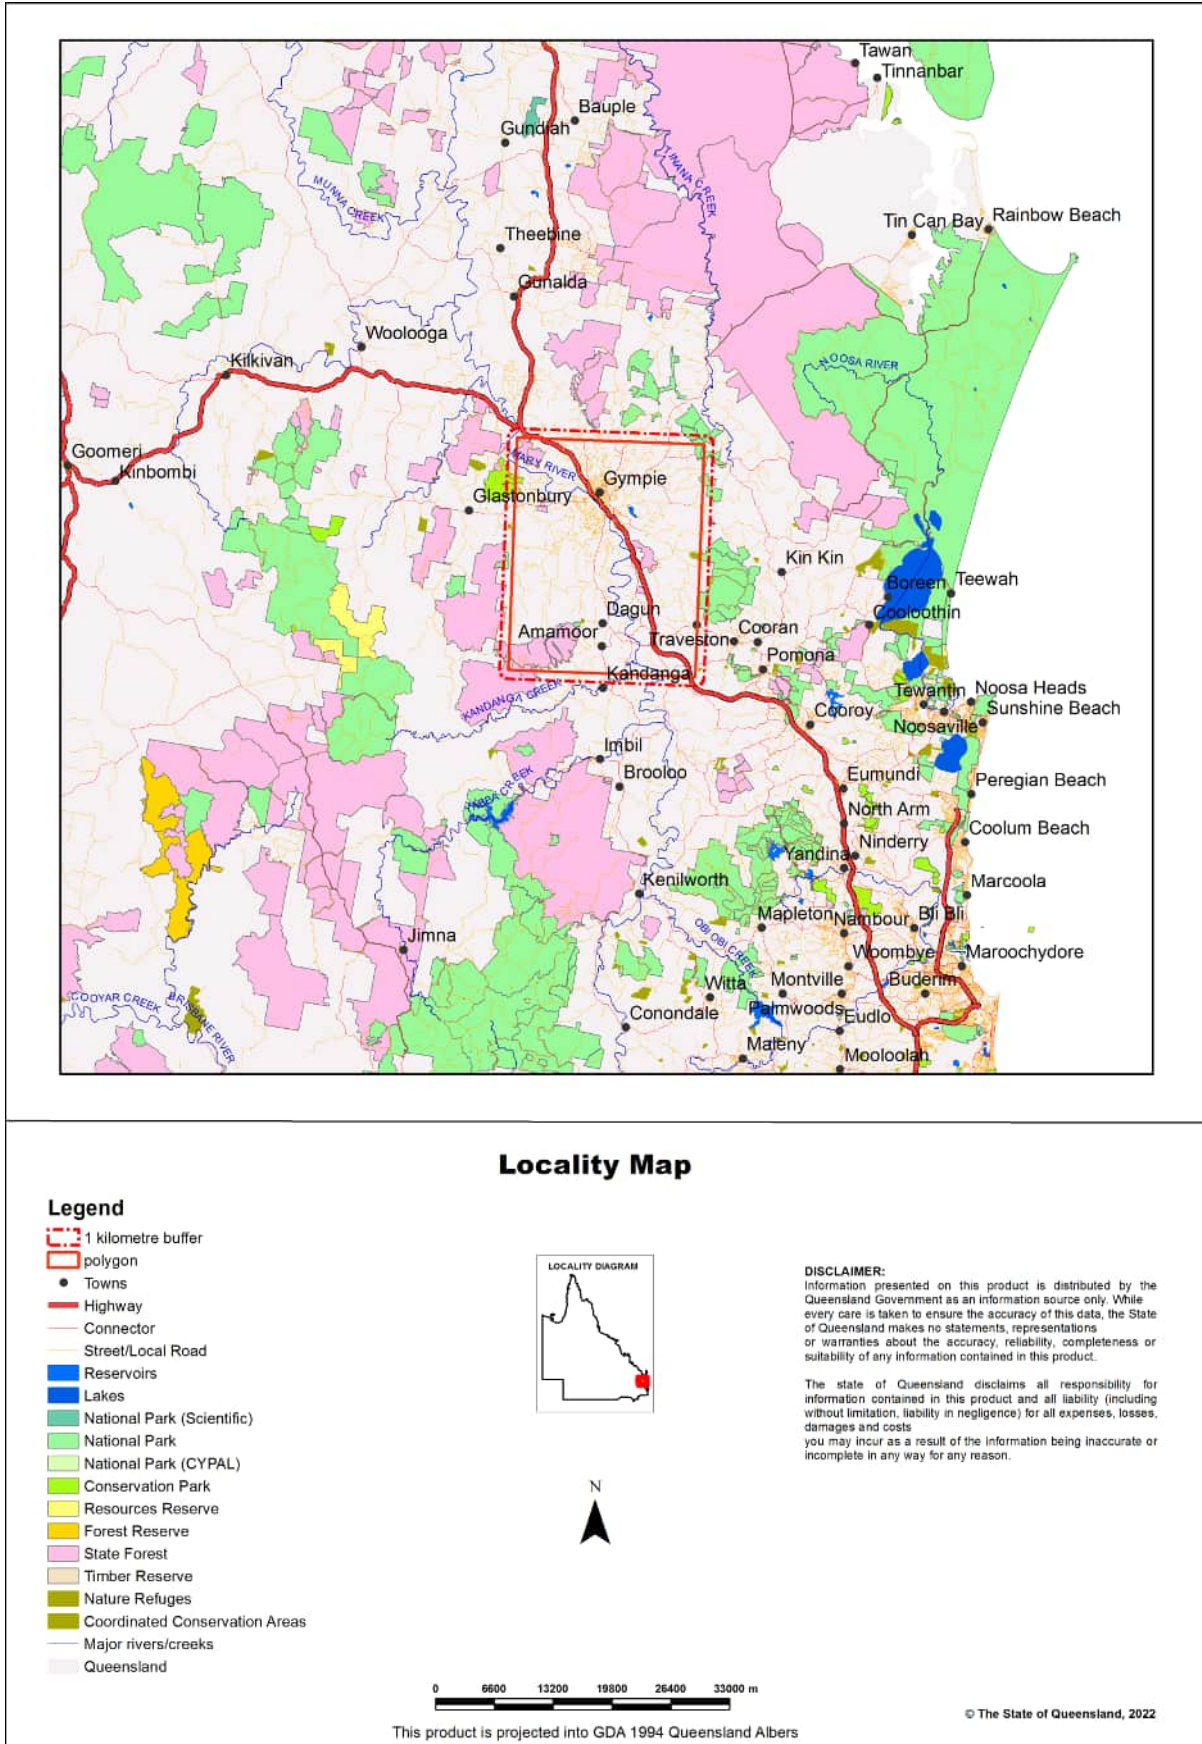 Tawan
Tinnanbar
Bauple
Gundiah
TINANA CREEK
MUNNA CREEK
Tin Can Bay
Rainbow Beach
Theebine
Gunalda
Woolooga
Kilkivan
NOOSA RIVER
Goomeri
Kinbombi
MARY RIVER
Gympie
Glastonbury
Kin Kin
Boreen
Teewah
Dagun
Cooloothin
Amamoor
Traveston
Cooran
Pomona
Kandanga
KANDANGA CREEK
Tewantin
Noosa Heads
Sunshine Beach
Cooroy
Noosaville
Imbil
Brooloo
YABBA CREEK
Eumundi
Peregian Beach
North Arm
Coolum Beach
Ninderry
Yandina
Kenilworth
Marcoola
Mapleton
Nambour
Bli Bli
OBI OBI CREEK
Jimna
Woombye
Maroochydore
Witta
Montville
Buderim
COOYAR CREEK
BRISBANE RIVER
Conondale
Palmwoods
Eudlo
Maleny
Mooloolah
Locality Map
Legend
1 kilometre buffer
polygon
Towns
Highway
Connector
Street/Local Road
Reservoirs
Lakes
National Park (Scientific)
National Park
National Park (CYPAL)
Conservation Park
Resources Reserve
Forest Reserve
State Forest
Timber Reserve
Nature Refuges
Coordinated Conservation Areas
Major rivers/creeks
Queensland
LOCALITY DIAGRAM
N
DISCLAIMER:
Information presented on this product is distributed by the
Queensland Government as an information source only. While
every care is taken to ensure the accuracy of this data, the State
of Queensland makes no statements, representations
or warranties about the accuracy, reliability, completeness or
suitability of any information contained in this product.
The state of Queensland disclaims all responsibility for
information contained in this product and all liability (including
without limitation, liability in negligence) for all expenses, losses,
damages and costs
you may incur as a result of the information being inaccurate or
incomplete in any way for any reason.
0 6600 13200 19800 26400 33000 m
This product is projected into GDA 1994 Queensland Albers
© The State of Queensland, 2022